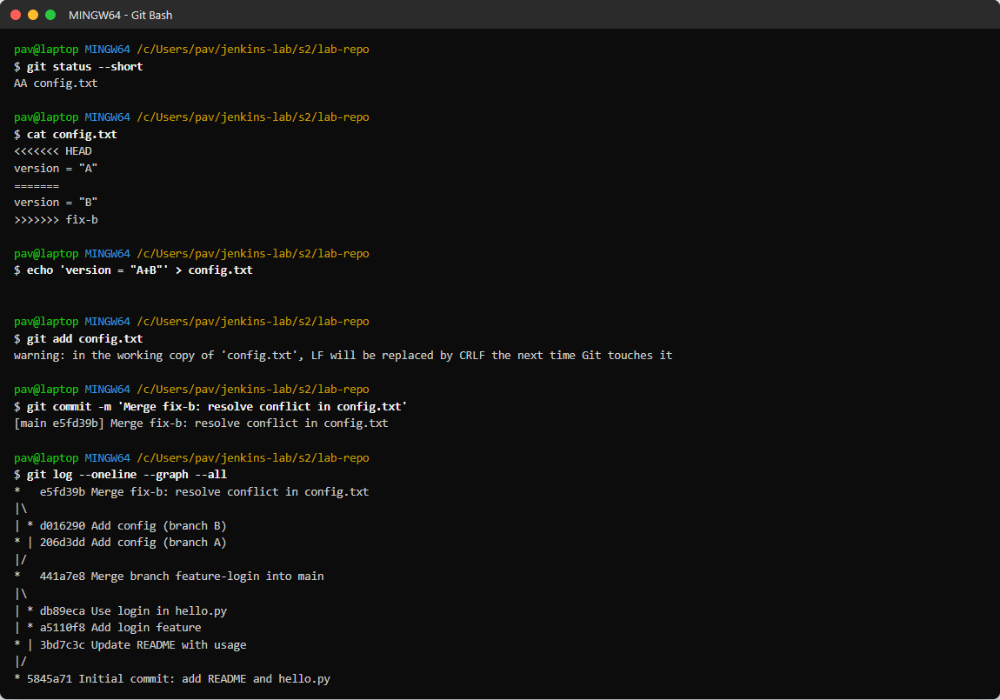 MINGW64 - Git Bash
pav@laptop MINGW64 /c/Users/pav/jenkins-lab/s2/lab-repo
$ git status --short
AA config.txt
pav@laptop MINGW64 /c/Users/pav/jenkins-lab/s2/lab-repo
$ cat config.txt
<<<<<<< HEAD
version = "A"
=======
version = "B"
>>>>>>> fix-b
pav@laptop MINGW64 /c/Users/pav/jenkins-lab/s2/lab-repo
$ echo 'version = "A+B"' > config.txt
pav@laptop MINGW64 /c/Users/pav/jenkins-lab/s2/lab-repo
$ git add config.txt
warning: in the working copy of 'config.txt', LF will be replaced by CRLF the next time Git touches it
pav@laptop MINGW64 /c/Users/pav/jenkins-lab/s2/lab-repo
$ git commit -m 'Merge fix-b: resolve conflict in config.txt'
[main e5fd39b] Merge fix-b: resolve conflict in config.txt
pav@laptop MINGW64 /c/Users/pav/jenkins-lab/s2/lab-repo
$ git log --oneline --graph --all
*   e5fd39b Merge fix-b: resolve conflict in config.txt
|\
| * d016290 Add config (branch B)
* | 206d3dd Add config (branch A)
|/
*   441a7e8 Merge branch feature-login into main
|\
| * db89eca Use login in hello.py
| * a5110f8 Add login feature
* | 3bd7c3c Update README with usage
|/
* 5845a71 Initial commit: add README and hello.py